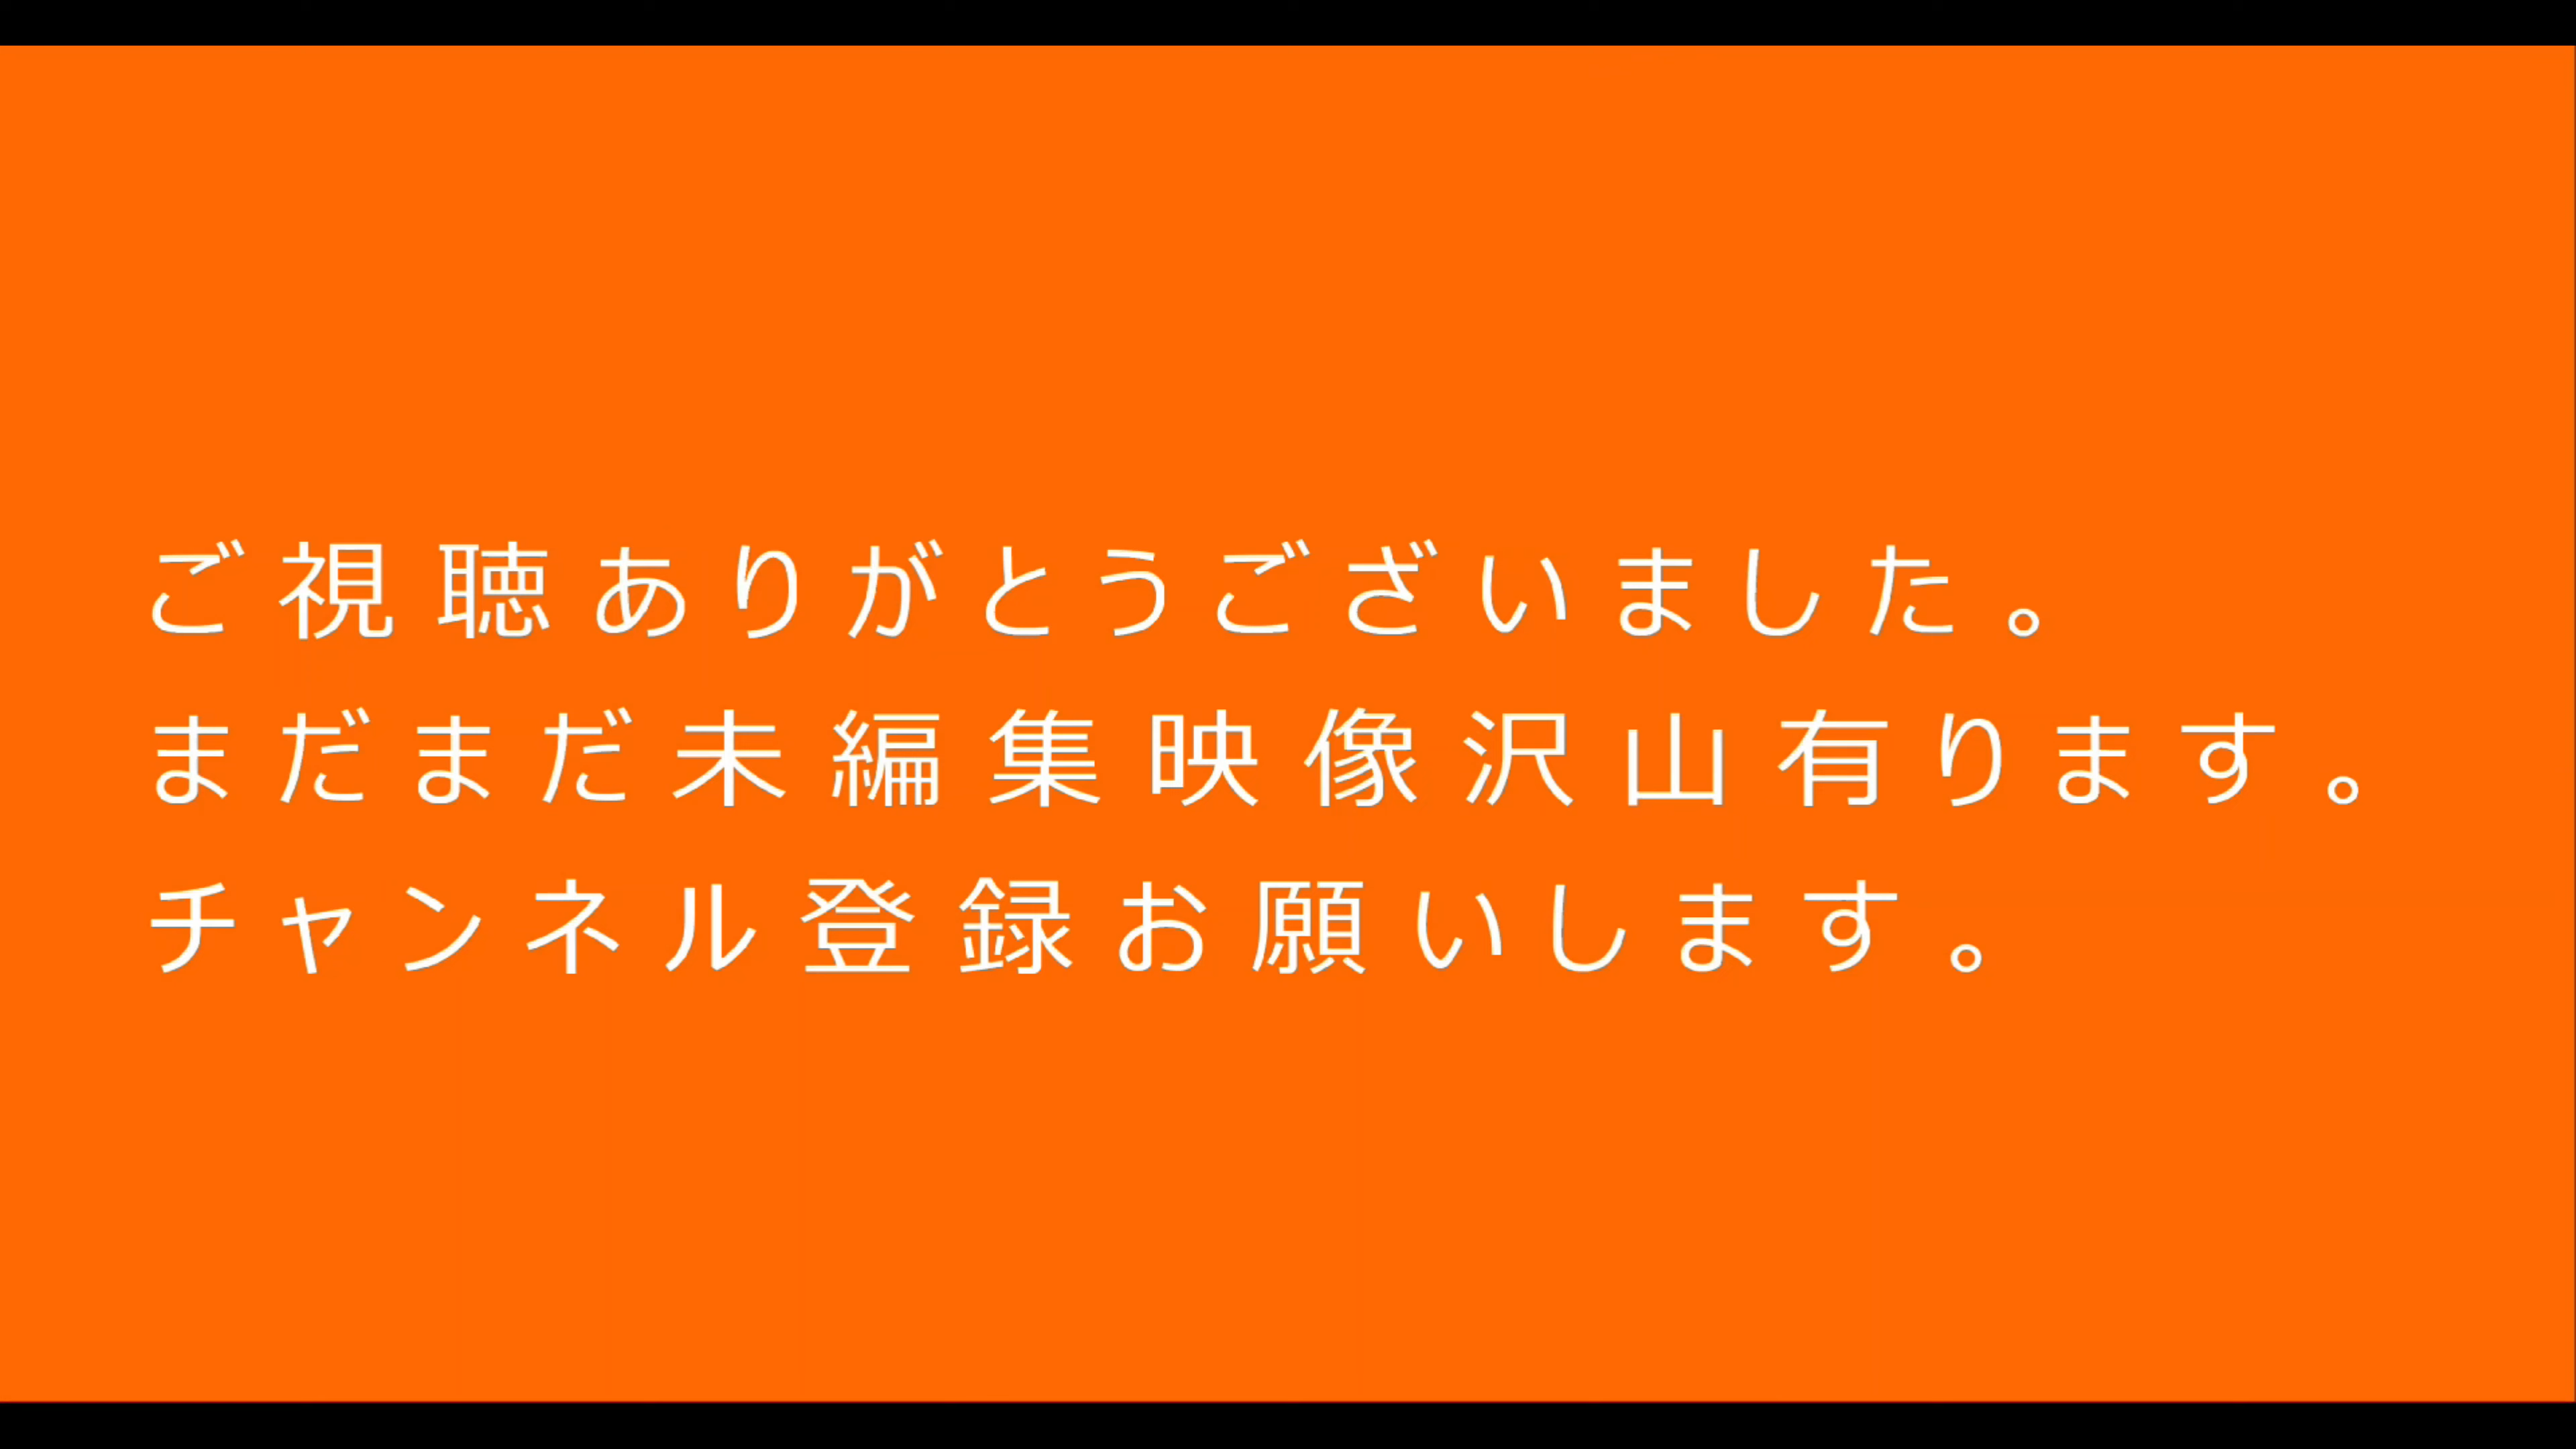 ご視聴ありがとうございました。
まだまだ未編集映像沢山有ります。
チャンネル登録お願いします。